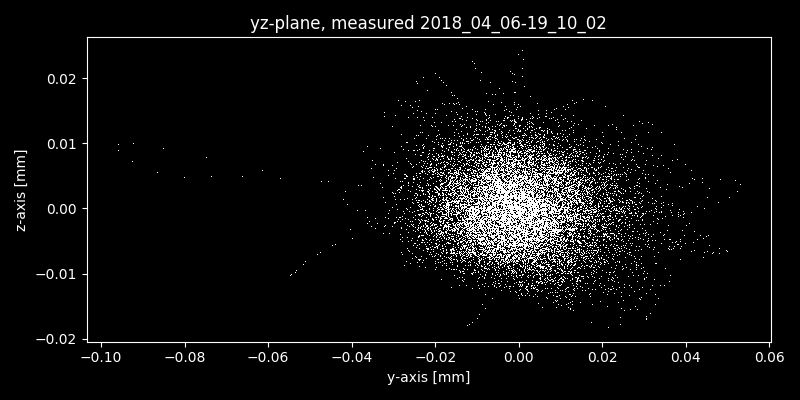 yz-plane, measured 2018_04_06-19_10_02
z-axis [mm]
0.02
0.01
0.00
−0.01
−0.02
−0.10 −0.08 −0.06 −0.04 −0.02 0.00 0.02 0.04 0.06
y-axis [mm]